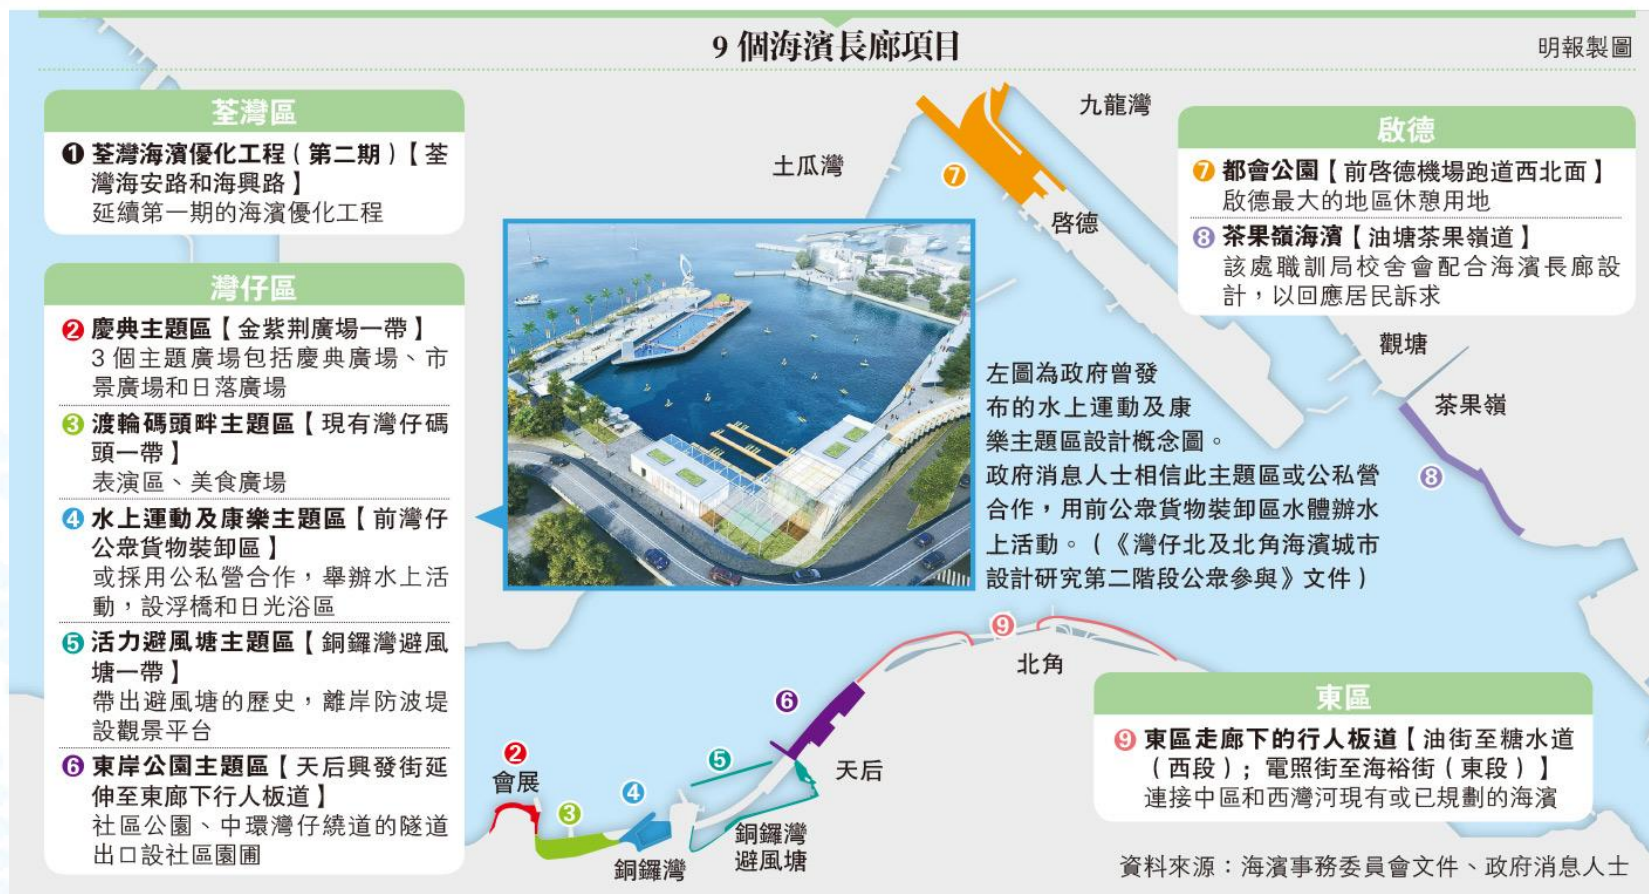 9 個海濱長廊項目
明報製圖
荃灣區
❶ 荃灣海濱優化工程（第二期）【荃
灣海安路和海興路】
延續第一期的海濱優化工程
灣仔區
❷ 慶典主題區【金紫荆廣場一帶】
3 個主題廣場包括慶典廣場、市
景廣場和日落廣場
❸ 渡輪碼頭畔主題區【現有灣仔碼
頭一帶】
表演區、美食廣場
❹ 水上運動及康樂主題區【前灣仔
公眾貨物裝卸區】
或採用公私營合作，舉辦水上活
動，設浮橋和日光浴區
❺ 活力避風塘主題區【銅鑼灣避風
塘一帶】
帶出避風塘的歷史，離岸防波堤
設觀景平台
❻ 東岸公園主題區【天后興發街延
伸至東廊下行人板道】
社區公園、中環灣仔繞道的隧道
出口設社區園圃
九龍灣
土瓜灣
❼
啓德
啟德
❼ 都會公園【前啓德機場跑道西北面】
啟德最大的地區休憩用地
❽ 茶果嶺海濱【油塘茶果嶺道】
該處職訓局校舍會配合海濱長廊設
計，以回應居民訴求
觀塘
茶果嶺
❽
左圖為政府曾發
布的水上運動及康
樂主題區設計概念圖。
政府消息人士相信此主題區或公私營
合作，用前公眾貨物裝卸區水體辦水
上活動。（《灣仔北及北角海濱城市
設計研究第二階段公眾參與》文件）
❾
北角
❻
天后
❺
❷
會展
❹
❸
銅鑼灣
銅鑼灣
避風塘
東區
❾ 東區走廊下的行人板道【油街至糖水道
（西段）；電照街至海裕街（東段）】
連接中區和西灣河現有或已規劃的海濱
資料來源：海濱事務委員會文件、政府消息人士